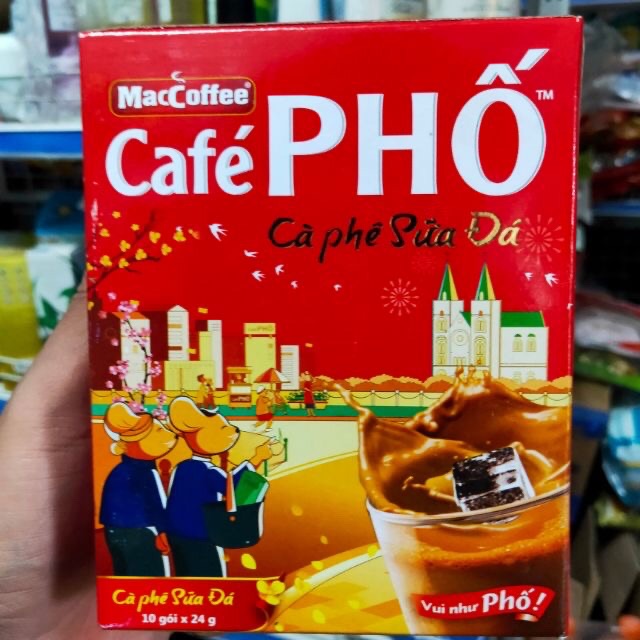 MacCoffee®
Café PHỐ™
Cà phê Sữa Đá
Cà phê Sữa Đá
10 gói x 24 g
Vui như Phố!